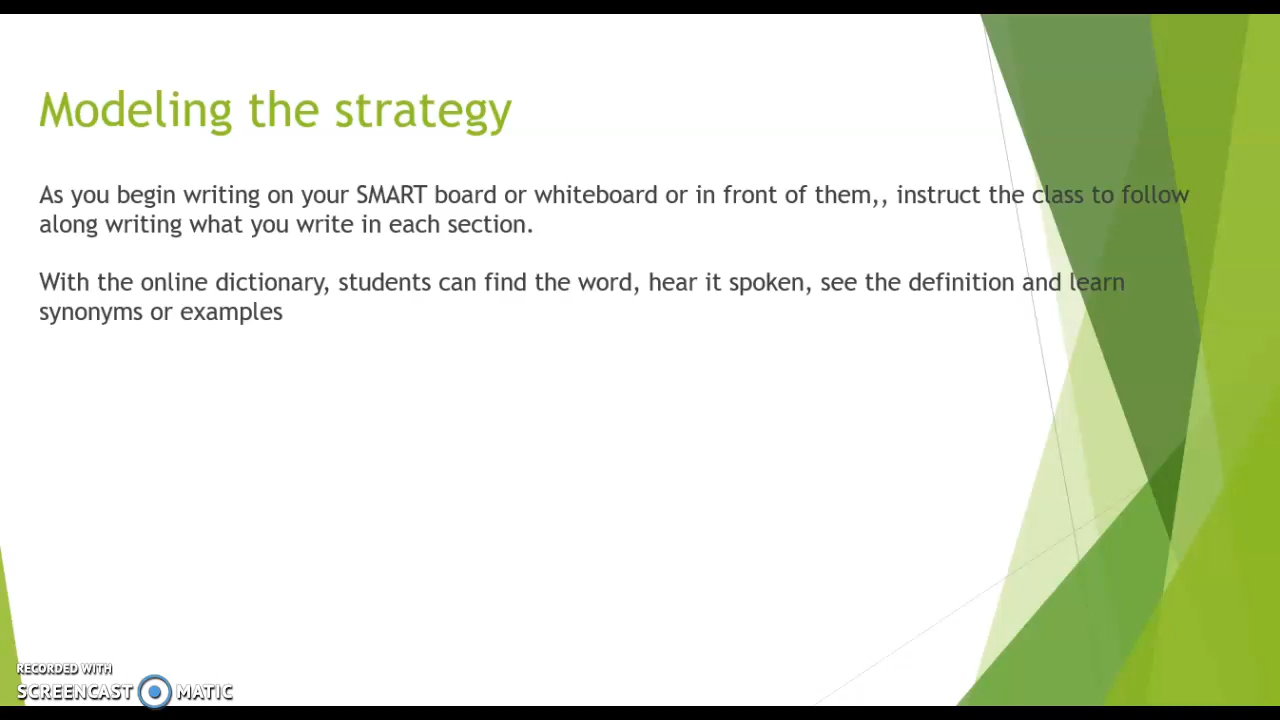 Modeling the strategy
As you begin writing on your SMART board or whiteboard or in front of them,, instruct the class to follow
along writing what you write in each section.
With the online dictionary, students can find the word, hear it spoken, see the definition and learn
synonyms or examples
RECORDED WITH
SCREENCAST MATIC